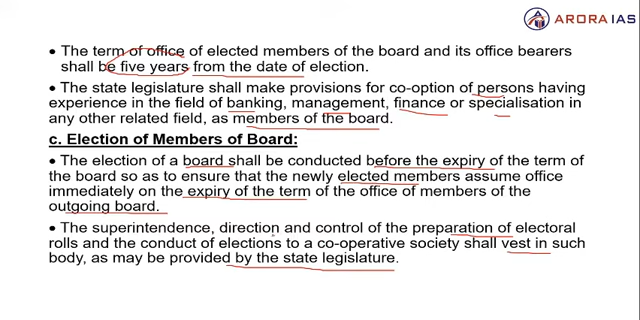 ARORA IAS
• The term of office of elected members of the board and its office bearers
shall be five years from the date of election.
• The state legislature shall make provisions for co-option of persons having
experience in the field of banking, management, finance or specialisation in
any other related field, as members of the board.
c. Election of Members of Board:
• The election of a board shall be conducted before the expiry of the term of
the board so as to ensure that the newly elected members assume office
immediately on the expiry of the term of the office of members of the
outgoing board.
• The superintendence, direction and control of the preparation of electoral
rolls and the conduct of elections to a co-operative society shall vest in such
body, as may be provided by the state legislature.